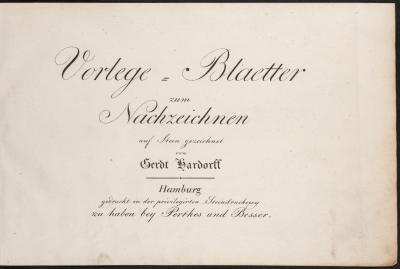 Vorlege = Blaetter
zum
Nachzeichnen
auf Stein gezeichnet
von
Gerdt Hardorff
Hamburg
gedruckt in der privilegirten Steindruckerey
zu haben bey Perthes und Besser.